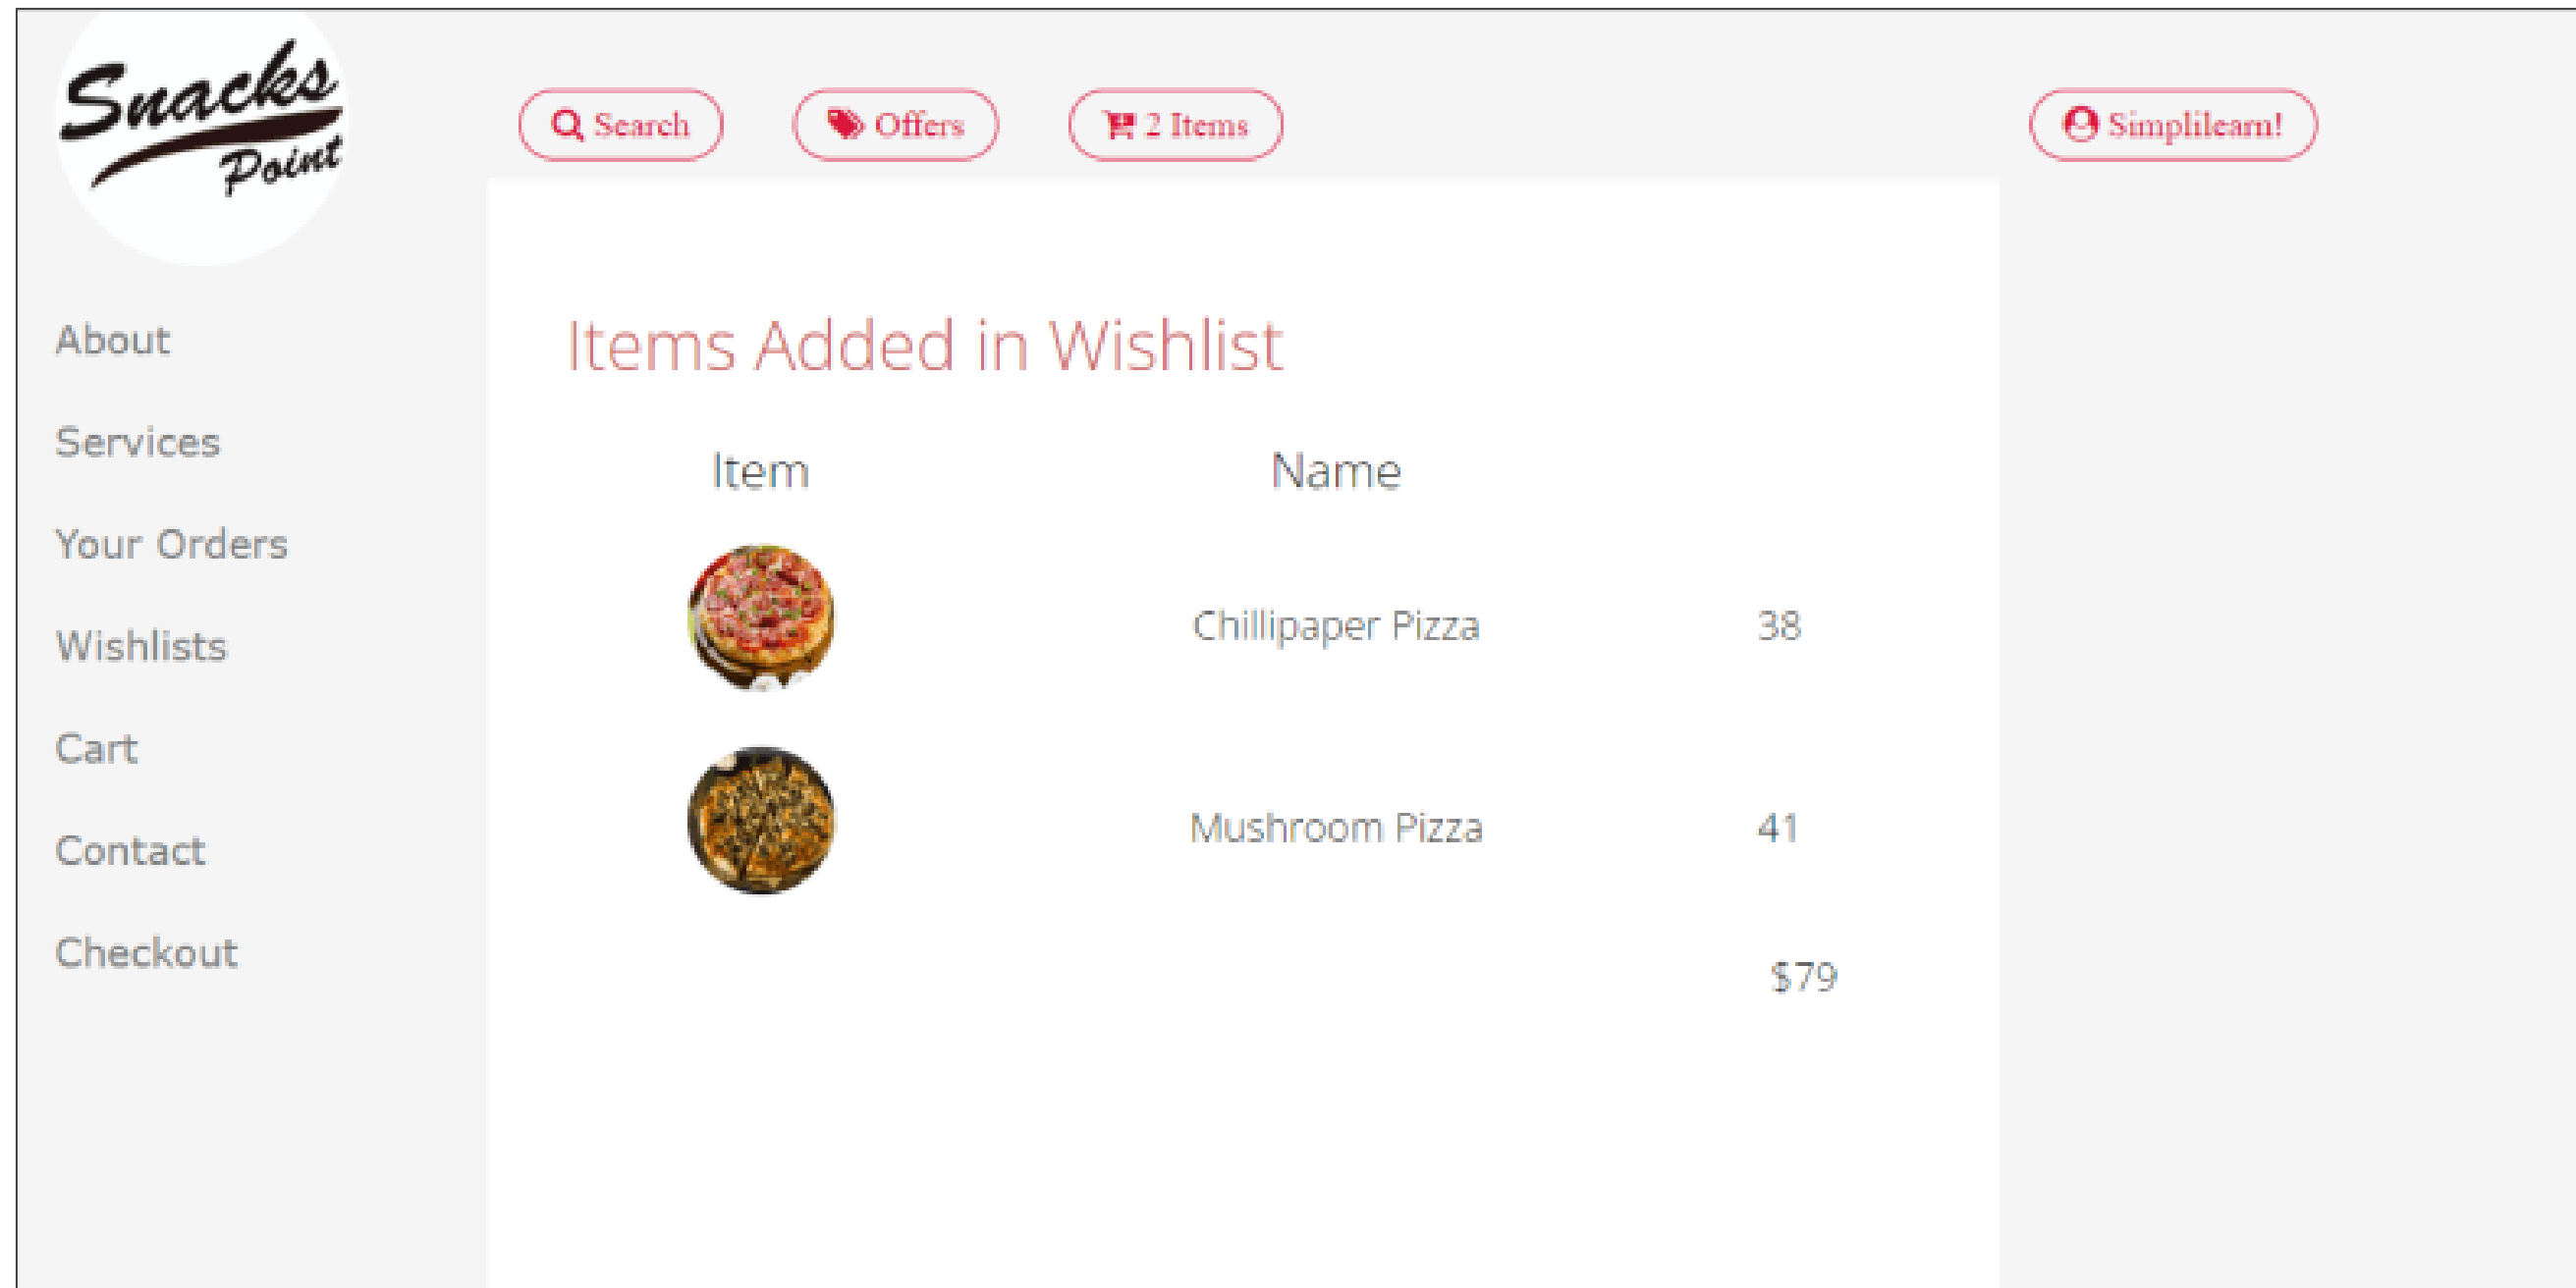 Snacks
Point
Search
Offers
2 Items
Simplilearn!
About
Services
Your Orders
Wishlists
Cart
Contact
Checkout
Items Added in Wishlist
Item Name
Chillipaper Pizza 38
Mushroom Pizza 41
$79